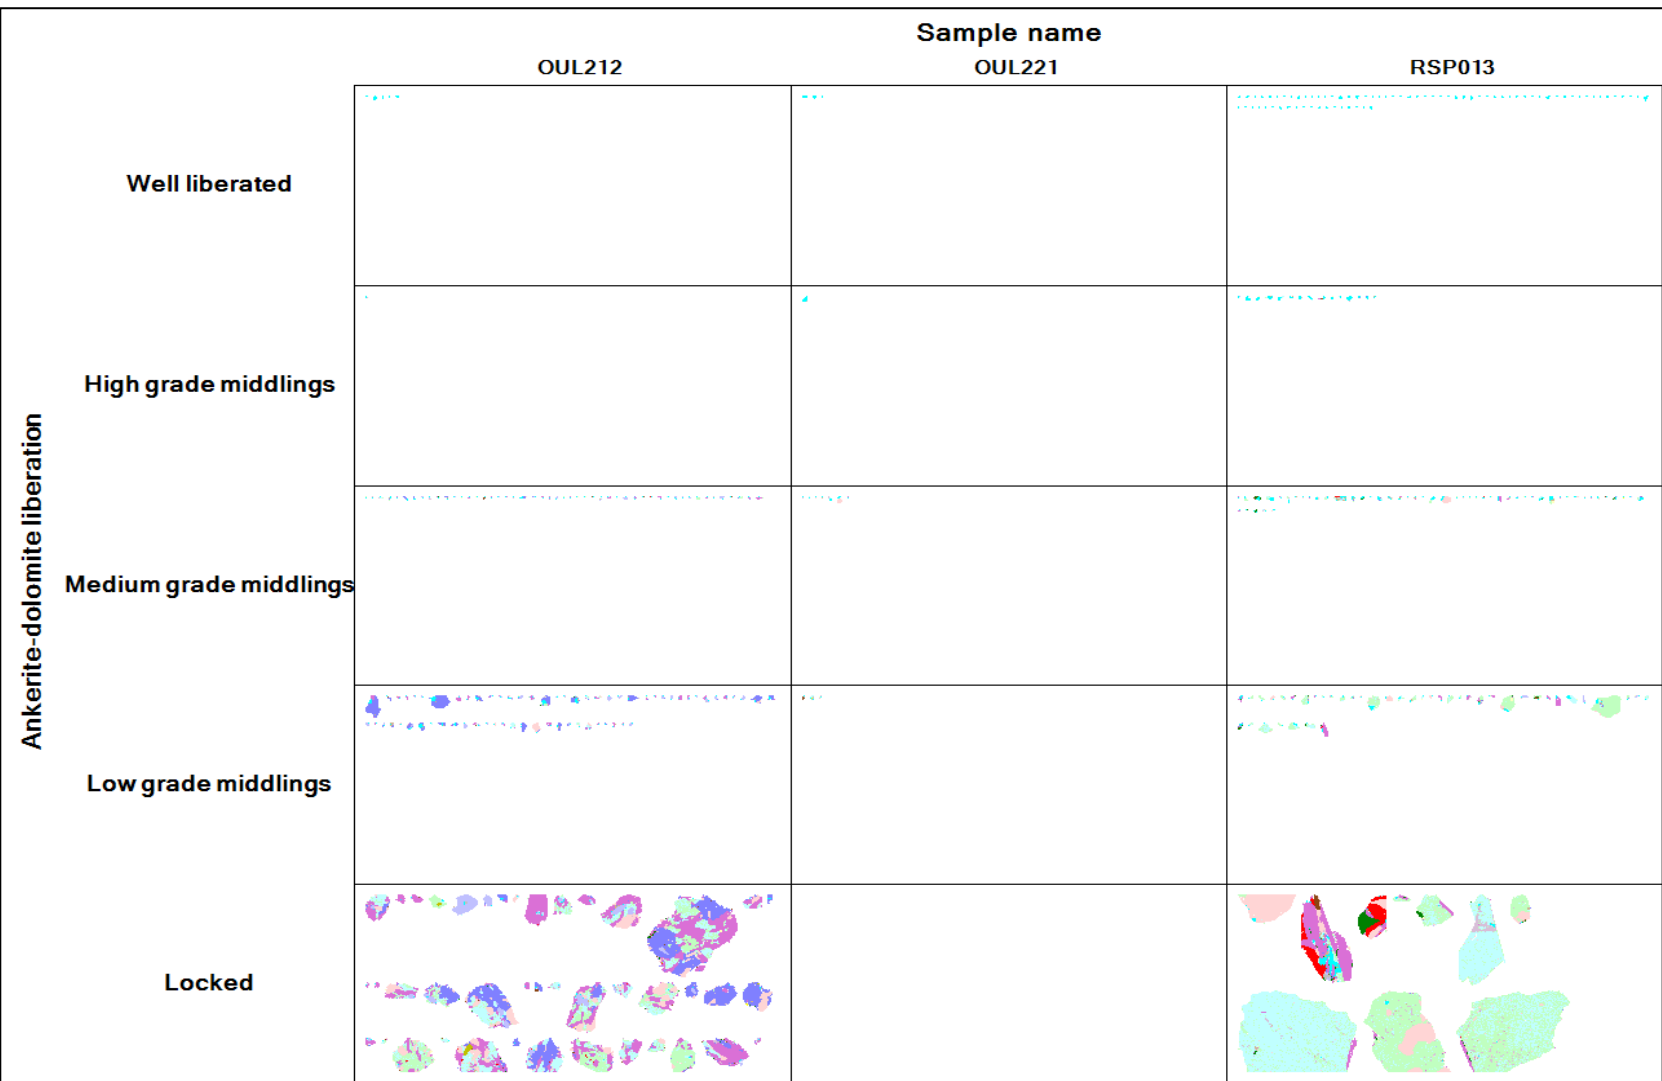 Sample name
OUL212 OUL221 RSP013
Ankerite-dolomite liberation
Well liberated
High grade middlings
Medium grade middlings
Low grade middlings
Locked